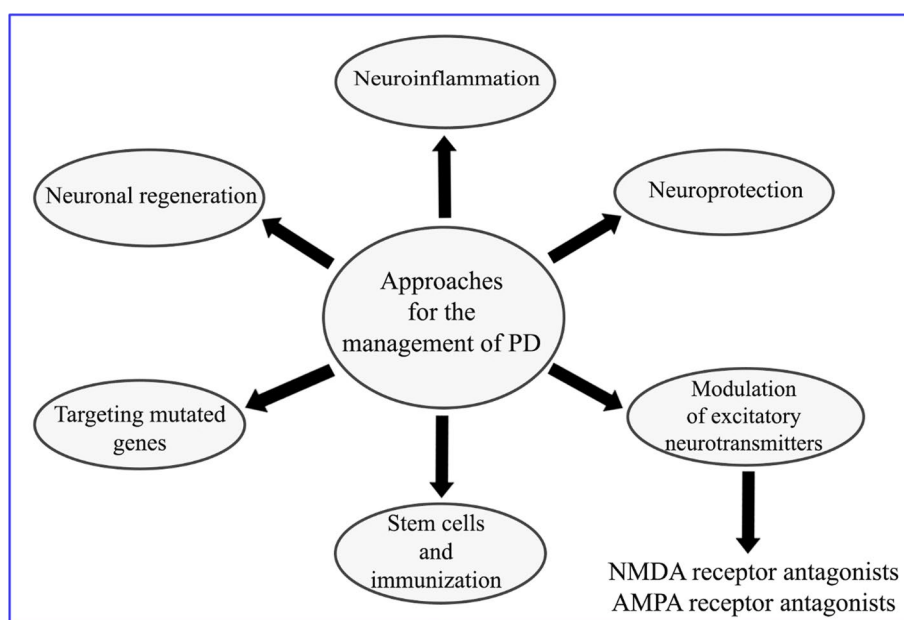 Neuroinflammation
Neuronal regeneration
Neuroprotection
Approaches
for the
management of PD
Targeting mutated
genes
Modulation
of excitatory
neurotransmitters
Stem cells
and
immunization
NMDA receptor antagonists
AMPA receptor antagonists